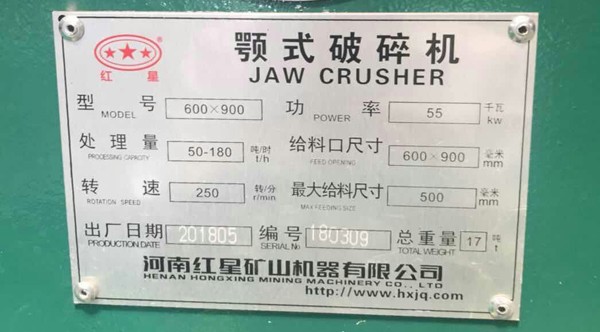 红星
颚式破碎机
JAW CRUSHER
型号 600×900 功率 55 千瓦
MODEL POWER kw
处理量 50-180 吨/时 给料口尺寸 600×900 毫米
PROCESSING CAPACITY t/h FEED OPENING mm
转速 250 转/分 最大给料尺寸 500 毫米
ROTATION SPEED r/min MAX FEEDING SIZE mm
出厂日期 201805 编号 180309 总重量 17 吨
PRODUCTION DATE SERIAL No TOTAL WEIGHT t
河南红星矿山机器有限公司
HENAN HONGXING MINING MACHINERY CO., LTD
http://www.hxjq.com